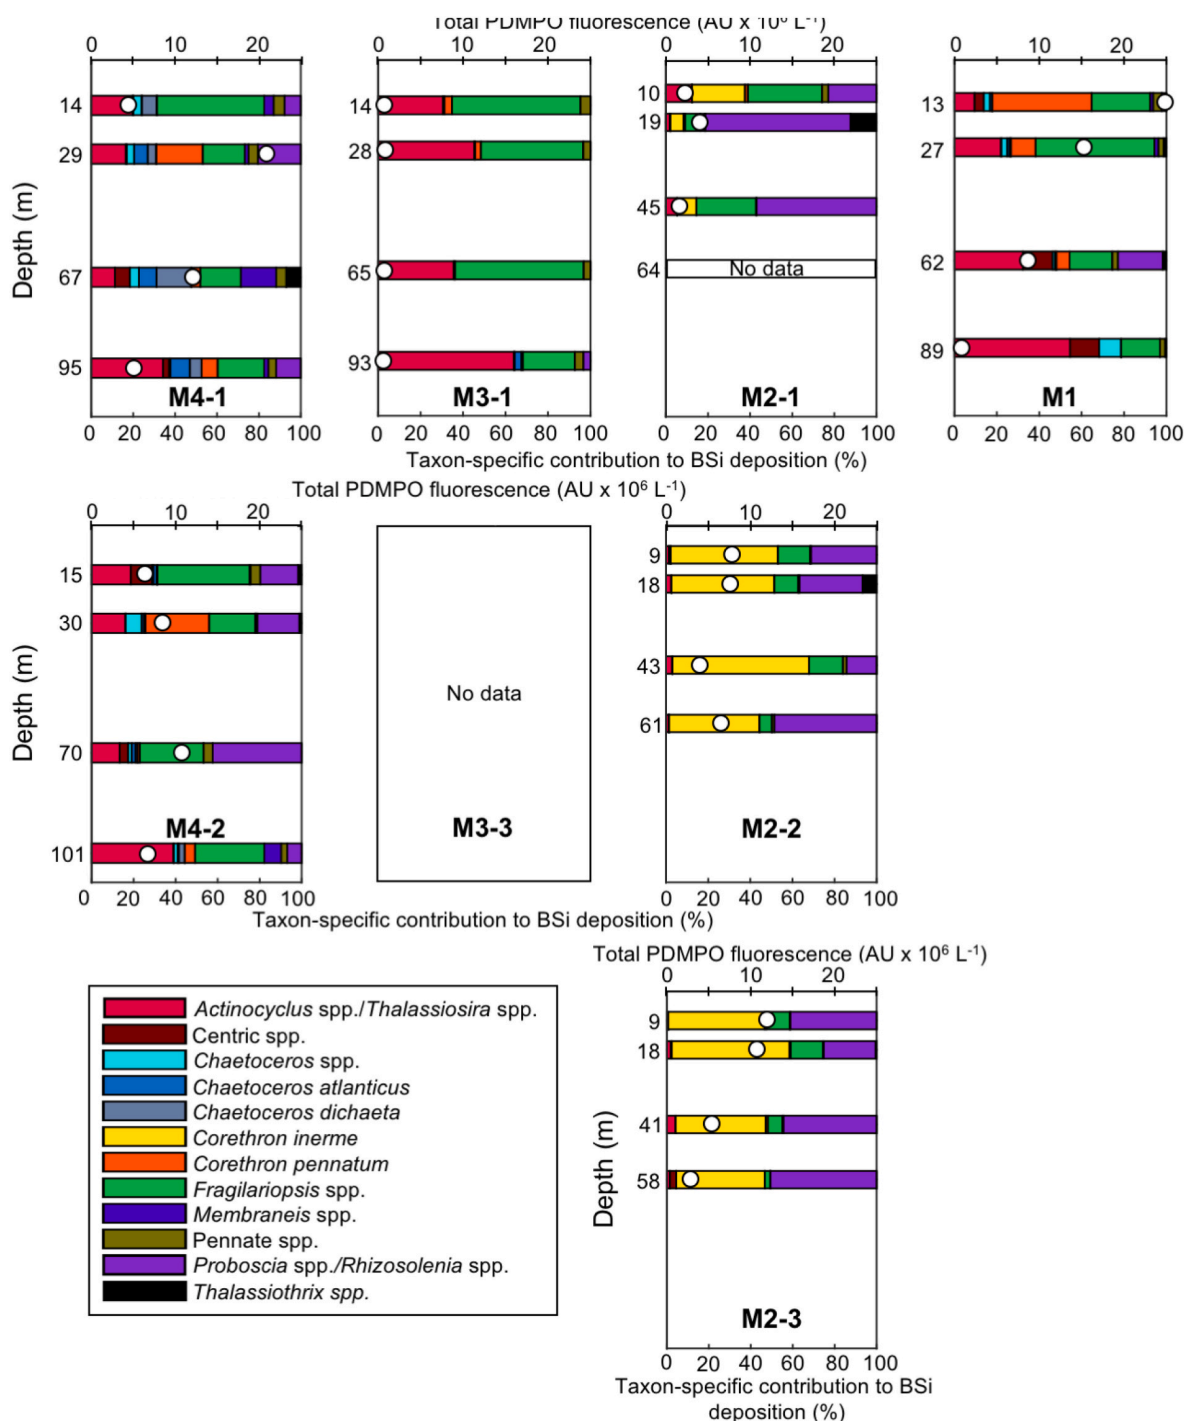 Total PDMPO fluorescence (AU x 10⁶ L⁻¹)
0 10 20 0 10 20 0 10 20 0 10 20
14 14 10 13
19
29 28 27
45
67 65 64 No data 62
95 93 89
Depth (m)
M4-1 M3-1 M2-1 M1
0 20 40 60 80 100 0 20 40 60 80 100 0 20 40 60 80 100 0 20 40 60 80 100
Taxon-specific contribution to BSi deposition (%)
Total PDMPO fluorescence (AU x 10⁶ L⁻¹)
0 10 20 0 10 20
15 9
30 18
43
70 No data 61
Depth (m)
M4-2 M3-3 M2-2
101
0 20 40 60 80 100 0 20 40 60 80 100
Taxon-specific contribution to BSi deposition (%)
Total PDMPO fluorescence (AU x 10⁶ L⁻¹)
0 10 20
9
18
41
58
Depth (m)
M2-3
0 20 40 60 80 100
Taxon-specific contribution to BSi
deposition (%)
Actinocyclus spp./Thalassiosira spp.
Centric spp.
Chaetoceros spp.
Chaetoceros atlanticus
Chaetoceros dichaeta
Corethron inerme
Corethron pennatum
Fragilariopsis spp.
Membraneis spp.
Pennate spp.
Proboscia spp./Rhizosolenia spp.
Thalassiothrix spp.